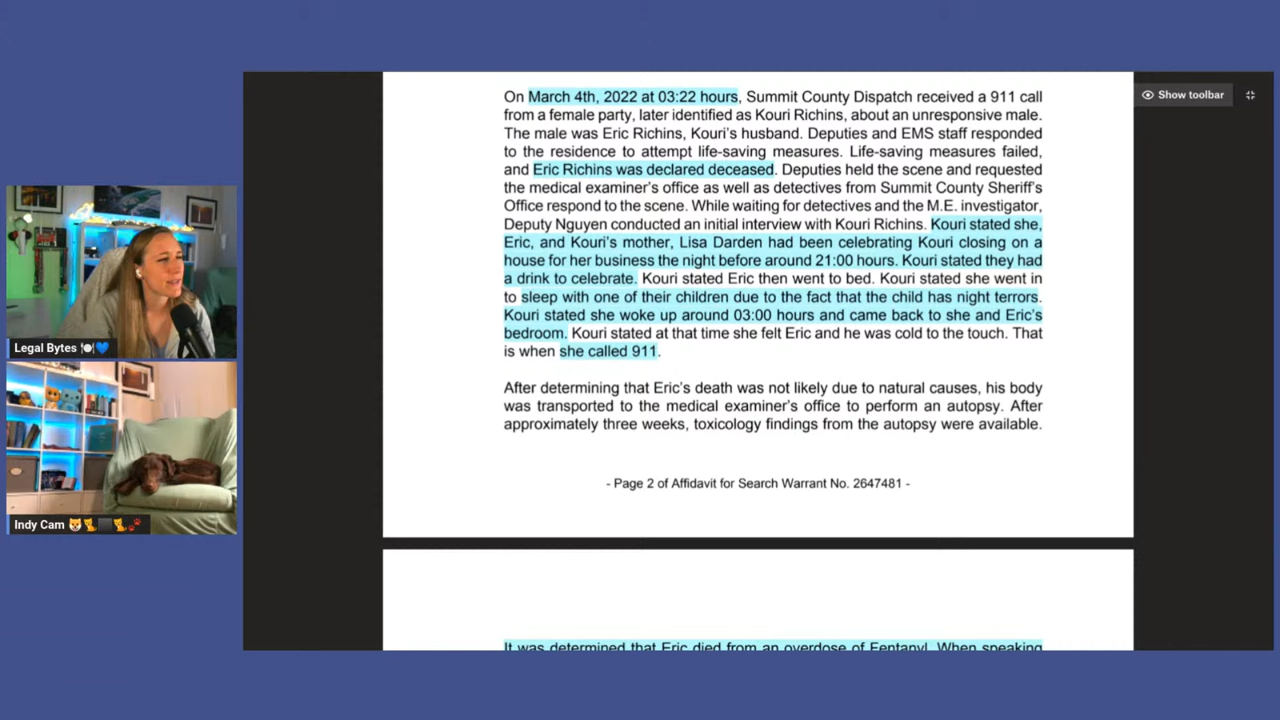 On March 4th, 2022 at 03:22 hours, Summit County Dispatch received a 911 call
from a female party, later identified as Kouri Richins, about an unresponsive male.
The male was Eric Richins, Kouri's husband. Deputies and EMS staff responded
to the residence to attempt life-saving measures. Life-saving measures failed,
and Eric Richins was declared deceased. Deputies held the scene and requested
the medical examiner's office as well as detectives from Summit County Sheriff's
Office respond to the scene. While waiting for detectives and the M.E. investigator,
Deputy Nguyen conducted an initial interview with Kouri Richins. Kouri stated she,
Eric, and Kouri's mother, Lisa Darden had been celebrating Kouri closing on a
house for her business the night before around 21:00 hours. Kouri stated they had
a drink to celebrate. Kouri stated Eric then went to bed. Kouri stated she went in
to sleep with one of their children due to the fact that the child has night terrors.
Kouri stated she woke up around 03:00 hours and came back to she and Eric's
bedroom. Kouri stated at that time she felt Eric and he was cold to the touch. That
is when she called 911.
After determining that Eric's death was not likely due to natural causes, his body
was transported to the medical examiner's office to perform an autopsy. After
approximately three weeks, toxicology findings from the autopsy were available.
- Page 2 of Affidavit for Search Warrant No. 2647481 -
It was determined that Eric died from an overdose of Fentanyl. When speaking
Show toolbar
Legal Bytes 🍽️💙
Indy Cam 🐯🐈⬛🐈🐾